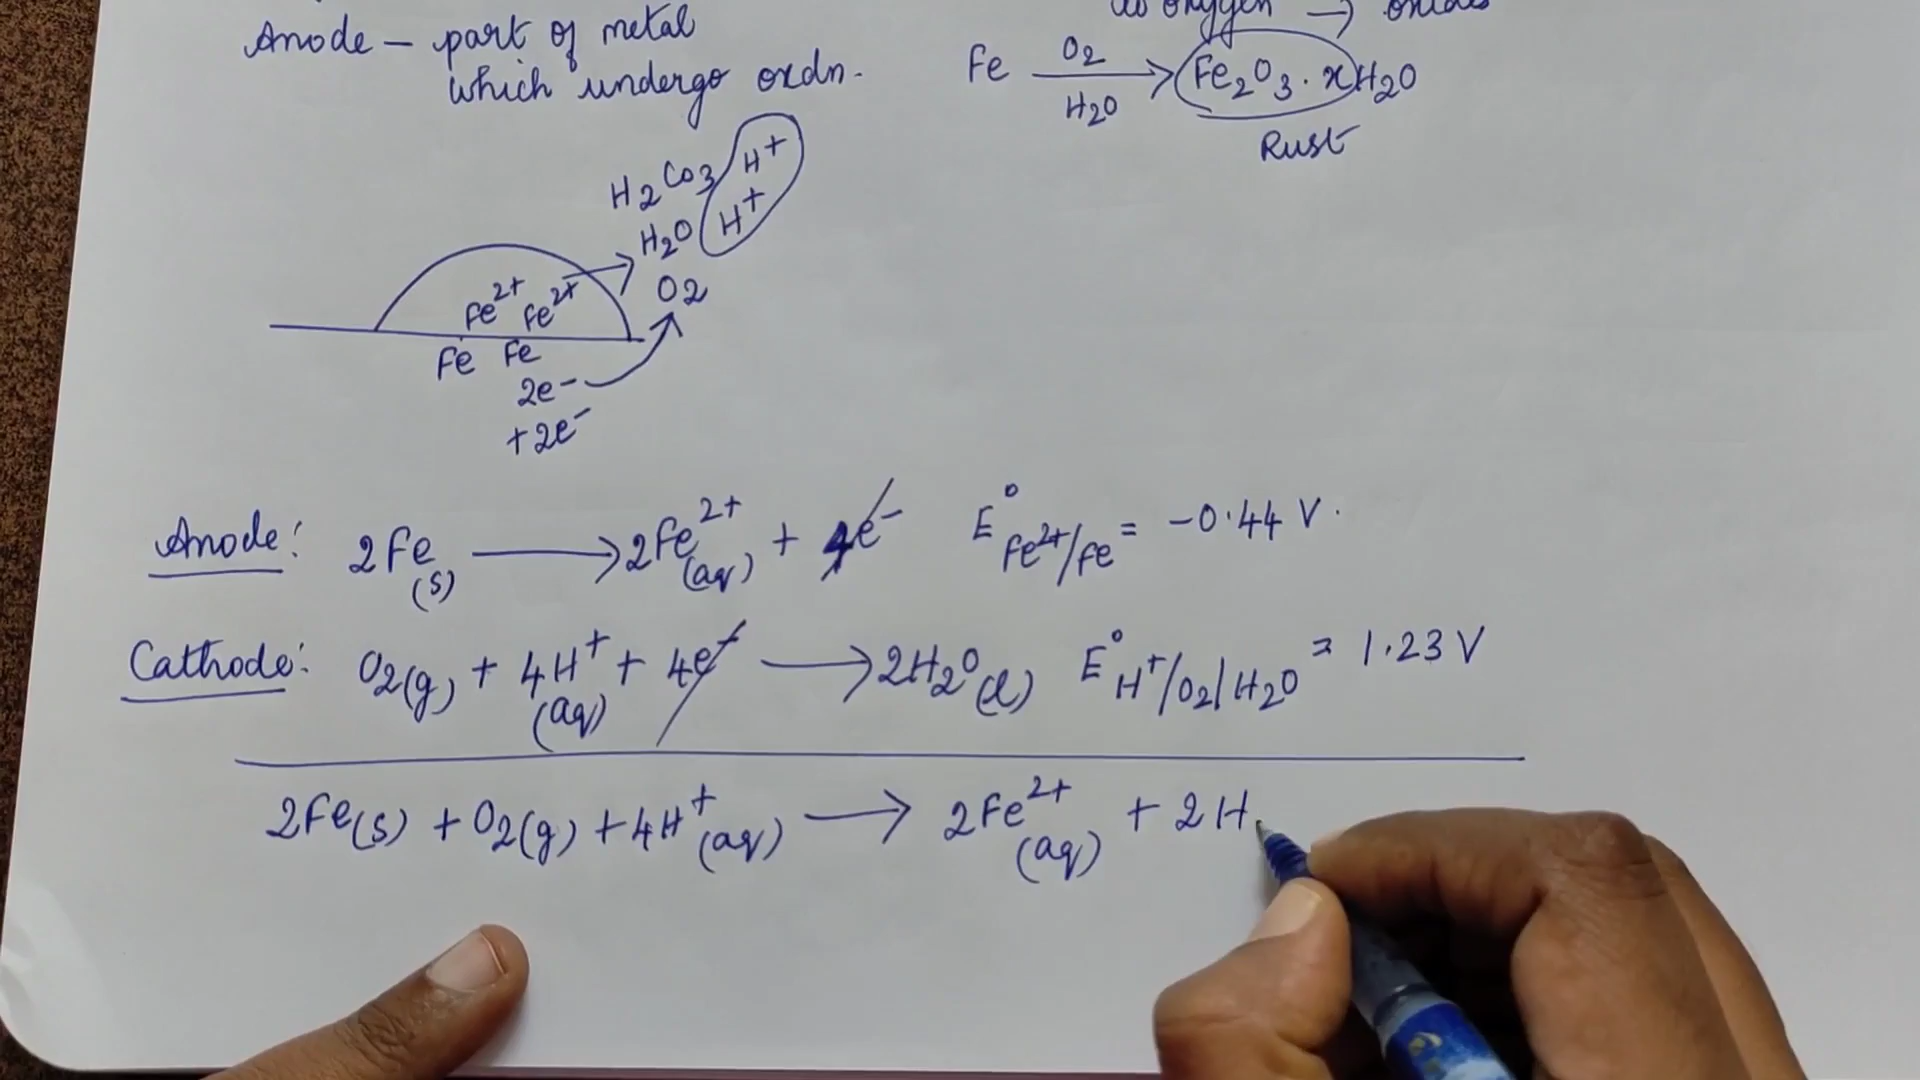 Anode – part of metal
which undergo oxdn.
oxygen → oxides
Fe O2 H2O → Fe2O3 . xH2O
Rust
H2CO3 H+
H2O H+
O2
Fe2+ Fe2+
Fe Fe
2e-
+2e-
Anode: 2Fe(s) → 2Fe2+(aq) + 4e- E°Fe2+/Fe = -0.44 V.
Cathode: O2(g) + 4H+(aq) + 4e- → 2H2O(l) E°H+/O2/H2O = 1.23 V
2Fe(s) + O2(g) + 4H+(aq) → 2Fe2+(aq) + 2H